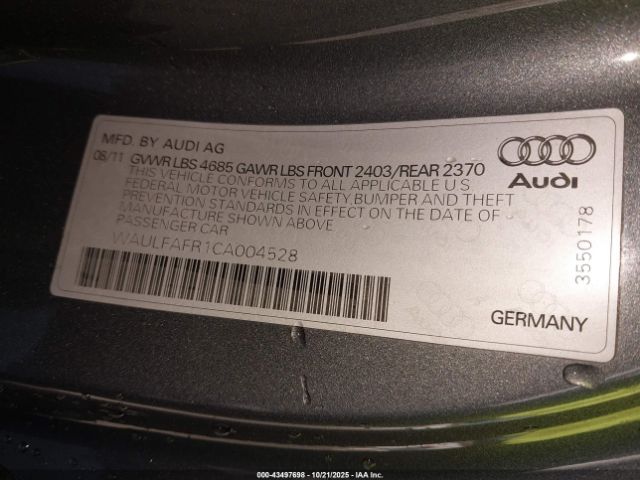 MFD. BY AUDI AG
08/11 GVWR LBS 4685 GAWR LBS FRONT 2403/REAR 2370
THIS VEHICLE CONFORMS TO ALL APPLICABLE U S
FEDERAL MOTOR VEHICLE SAFETY, BUMPER AND THEFT
PREVENTION STANDARDS IN EFFECT ON THE DATE OF
MANUFACTURE SHOWN ABOVE
PASSENGER CAR
WAULFAFR1CA004528
Audi
3550178
GERMANY
000-43497698 - 10/21/2025 - Copyright © 2025 IAA, Inc.